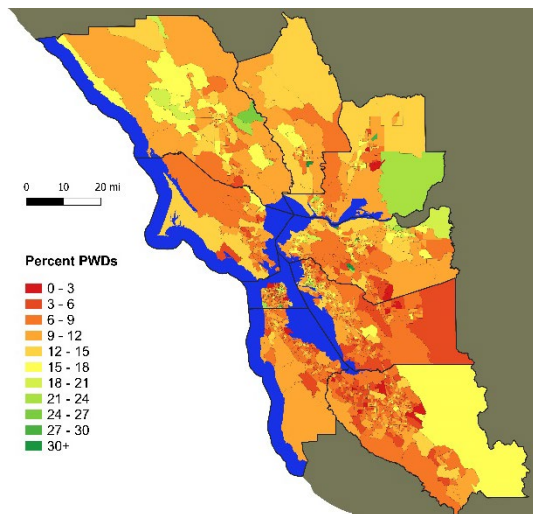 0 10 20 mi
Percent PWDs
0 - 3
3 - 6
6 - 9
9 - 12
12 - 15
15 - 18
18 - 21
21 - 24
24 - 27
27 - 30
30+